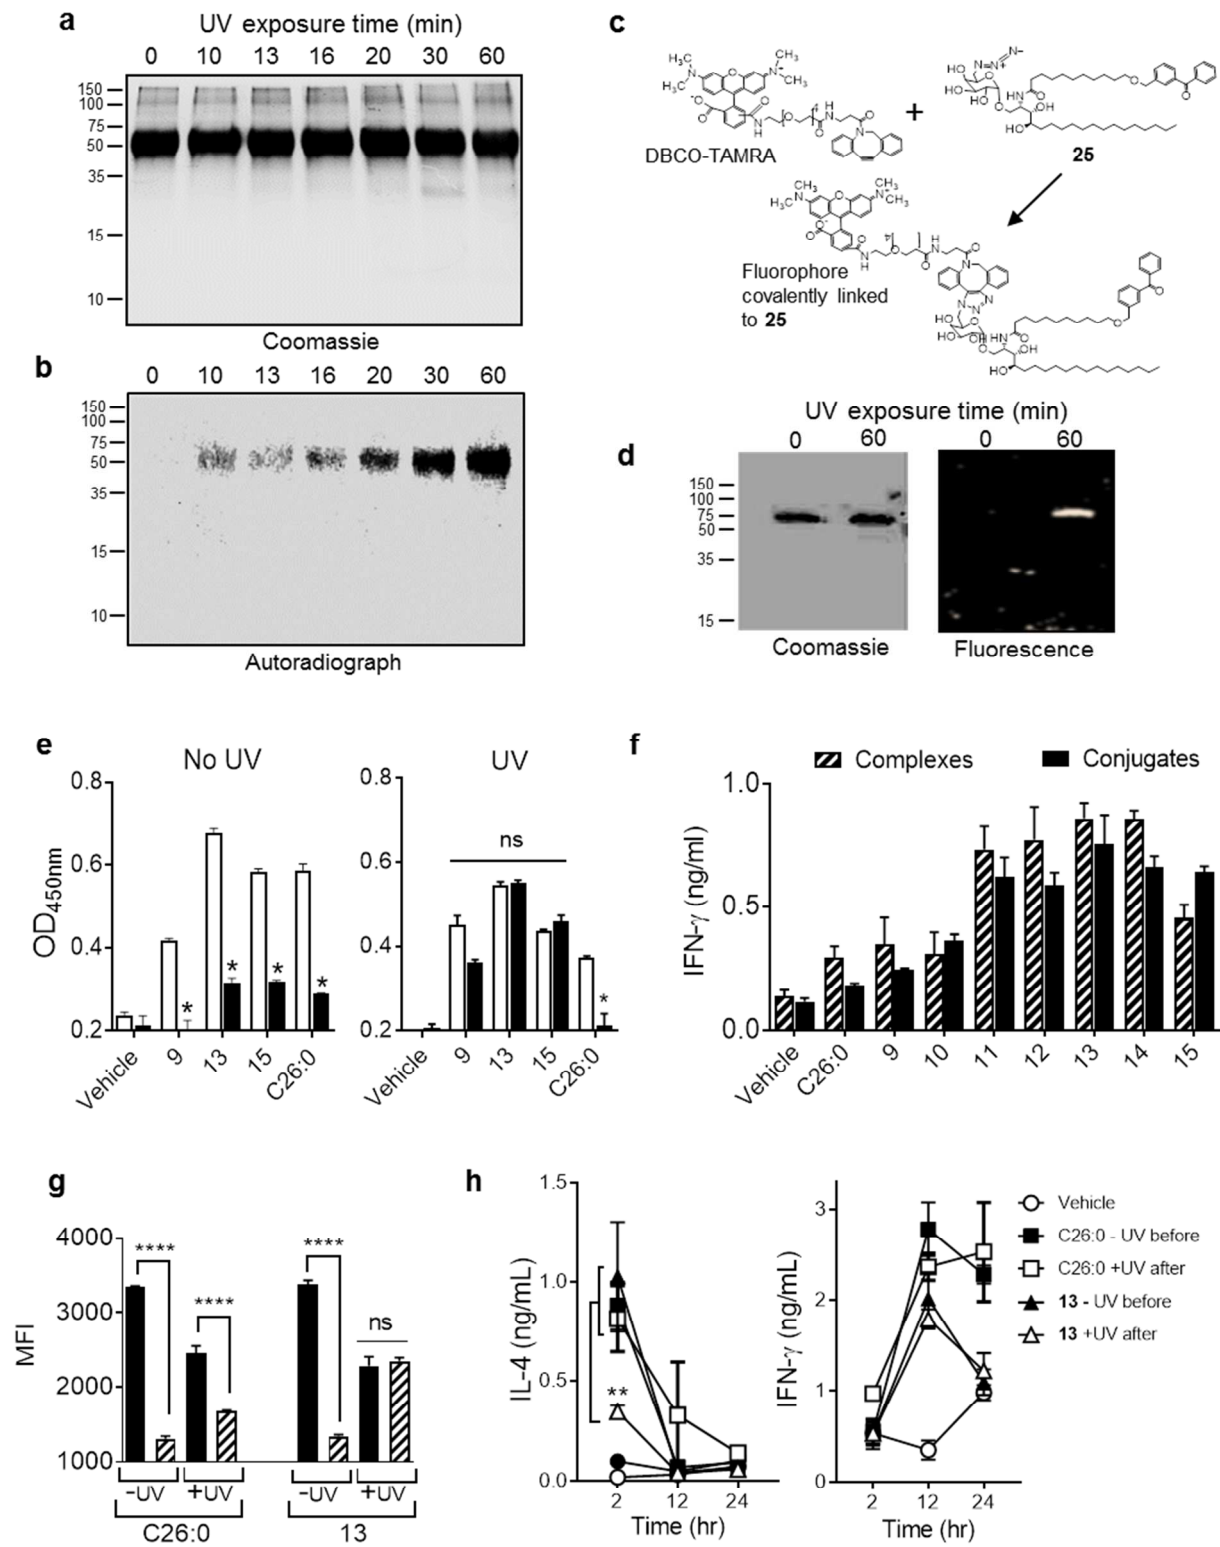 a
UV exposure time (min)
0 10 13 16 20 30 60
150
100
75
50
35
15
10
Coomassie
b
0 10 13 16 20 30 60
150
100
75
50
35
15
10
Autoradiograph
c
DBCO-TAMRA
+
25
Fluorophore
covalently linked
to 25
d
UV exposure time (min)
0 60 0 60
150
100
75
50
35
15
Coomassie Fluorescence
e
No UV
OD450nm
0.8
0.6
0.4
0.2
* * * *
Vehicle 9 13 15 C26:0
UV
0.8
0.6
0.4
0.2
ns
*
Vehicle 9 13 15 C26:0
f
Complexes Conjugates
IFN-γ (ng/ml)
1.0
0.5
0.0
Vehicle C26:0 9 10 11 12 13 14 15
g
MFI
4000
3000
2000
1000
**** **** **** ns
-UV +UV -UV +UV
C26:0 13
h
IL-4 (ng/mL)
1.5
1.0
0.5
0.0
**
2 12 24
Time (hr)
IFN-γ (ng/mL)
3
2
1
0
2 12 24
Time (hr)
Vehicle
C26:0 - UV before
C26:0 +UV after
13 - UV before
13 +UV after